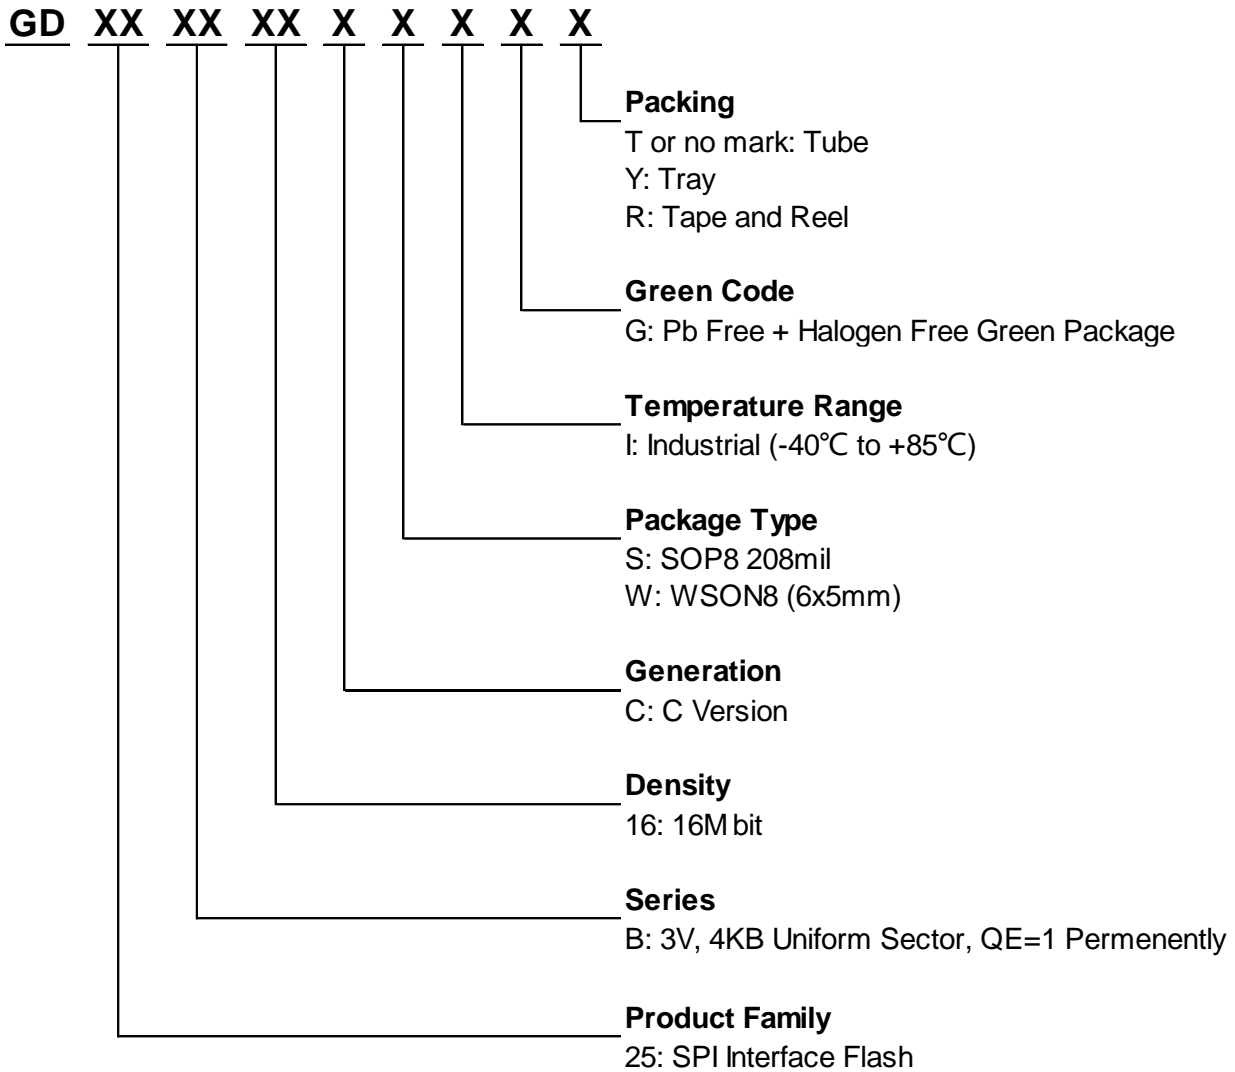 GD XX XX XX X X X X X
Packing
T or no mark: Tube
Y: Tray
R: Tape and Reel
Green Code
G: Pb Free + Halogen Free Green Package
Temperature Range
I: Industrial (-40℃ to +85℃)
Package Type
S: SOP8 208mil
W: WSON8 (6x5mm)
Generation
C: C Version
Density
16: 16M bit
Series
B: 3V, 4KB Uniform Sector, QE=1 Permenently
Product Family
25: SPI Interface Flash